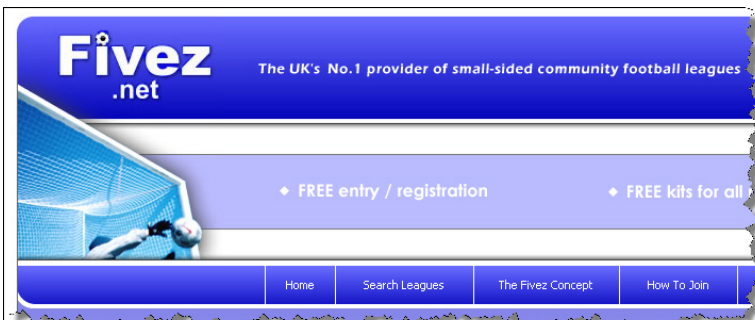 Fivez
.net
The UK's No.1 provider of small-sided community football leagues
FREE entry / registration
FREE kits for all
Home
Search Leagues
The Fivez Concept
How To Join